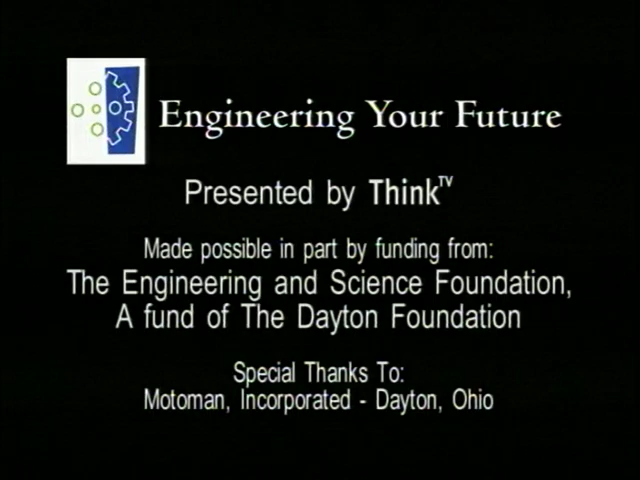 Engineering Your Future
Presented by ThinkTV
Made possible in part by funding from:
The Engineering and Science Foundation,
A fund of The Dayton Foundation
Special Thanks To:
Motoman, Incorporated - Dayton, Ohio